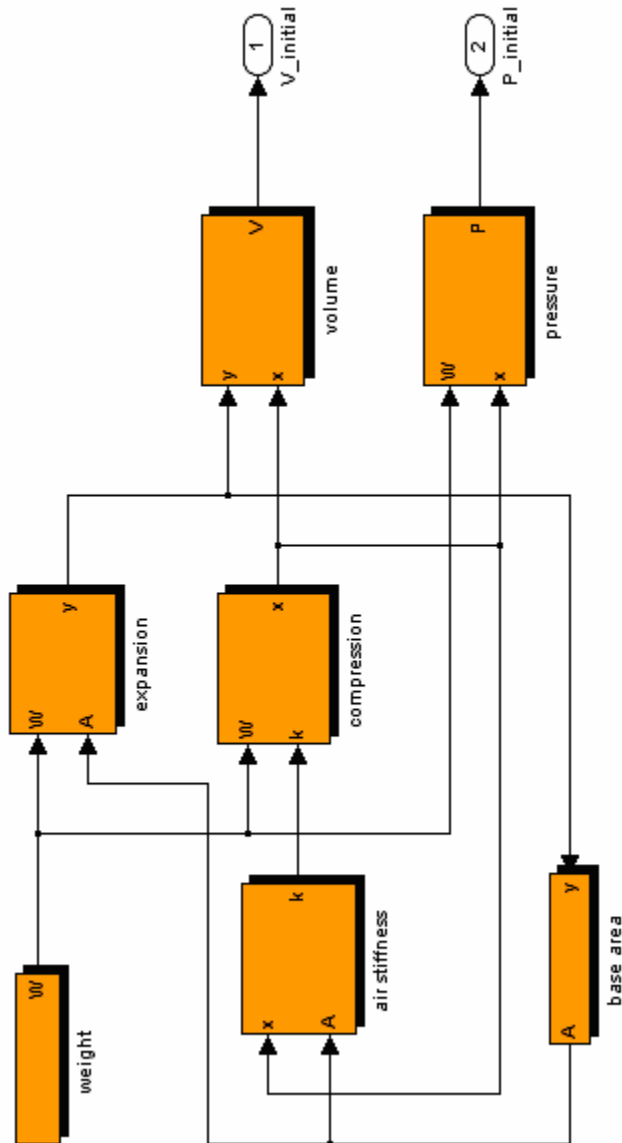 W
weight
W
y
A
expansion
x
k
A
air stiffness
W
x
k
compression
y
V
x
volume
1
V_initial
W
P
x
pressure
2
P_initial
A
y
base area